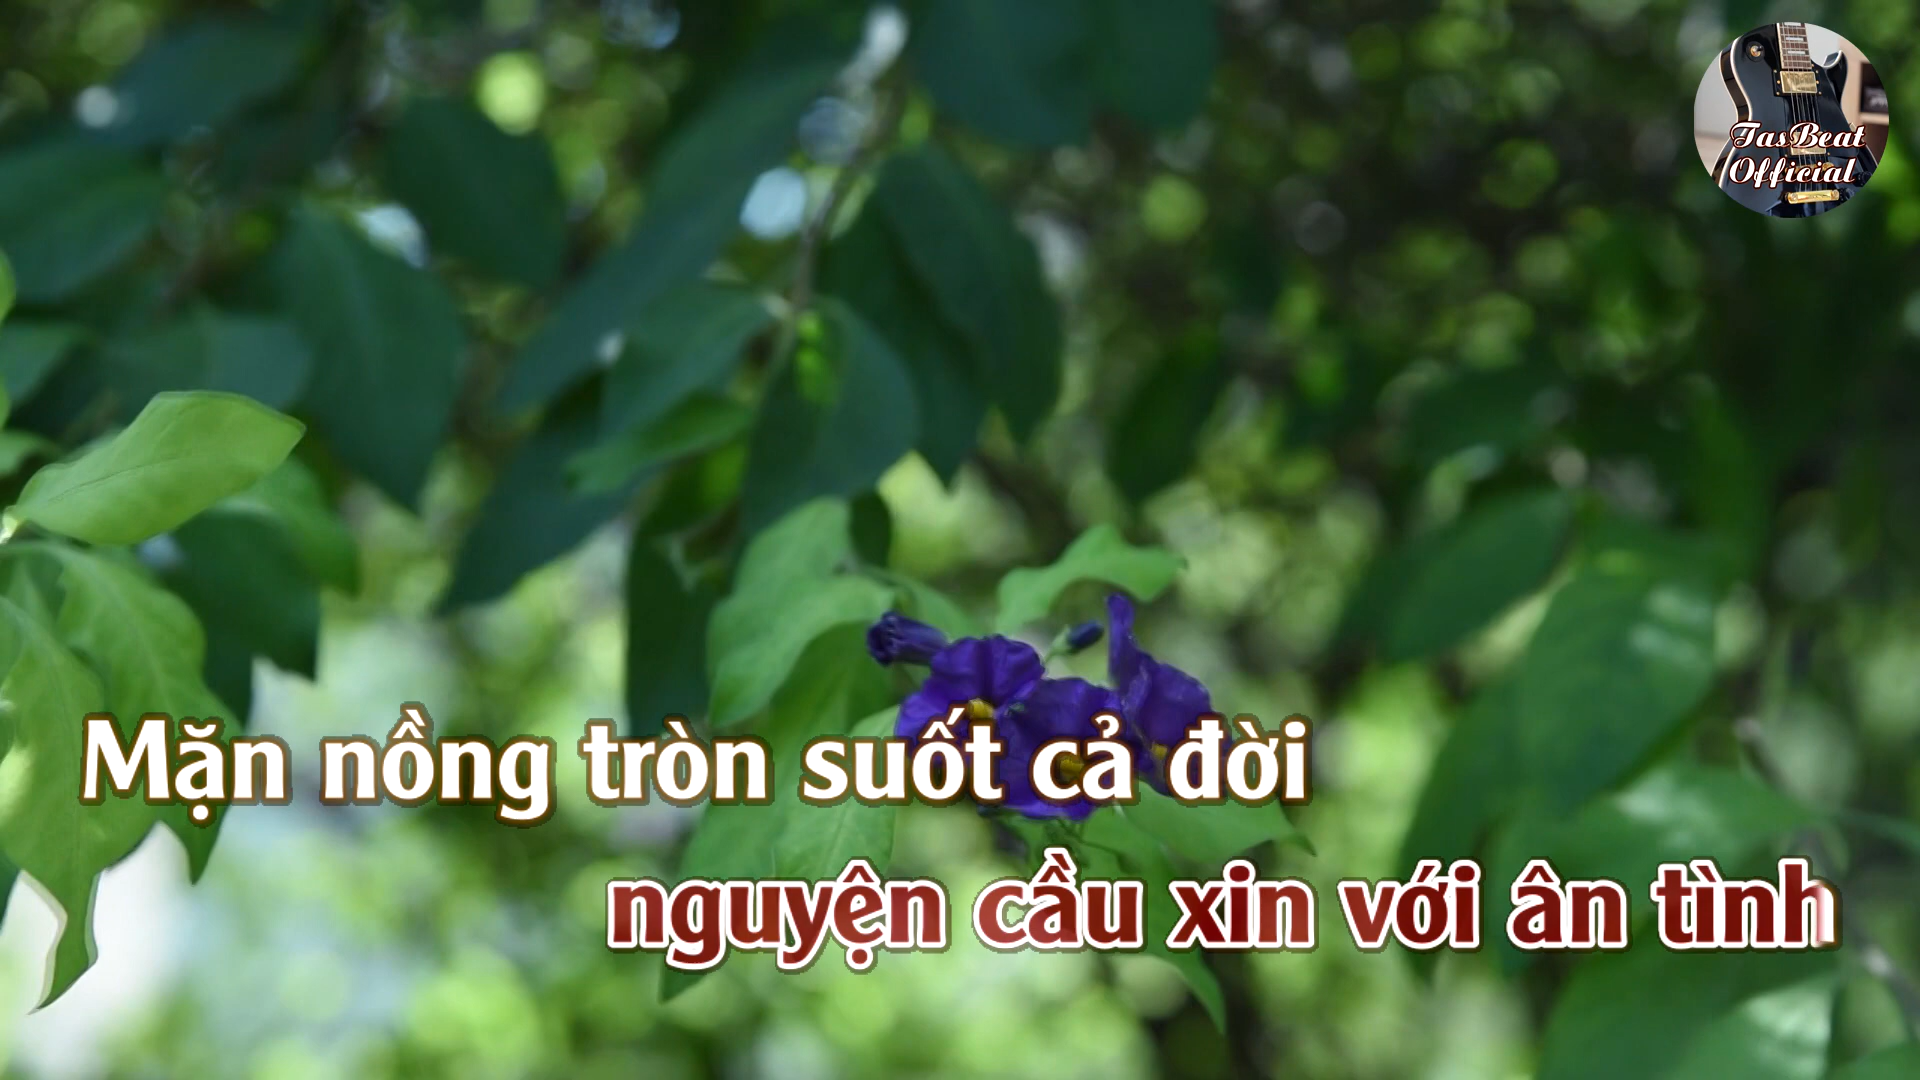 TasBeat
Official
Mặn nồng tròn suốt cả đời
nguyện cầu xin với ân tình